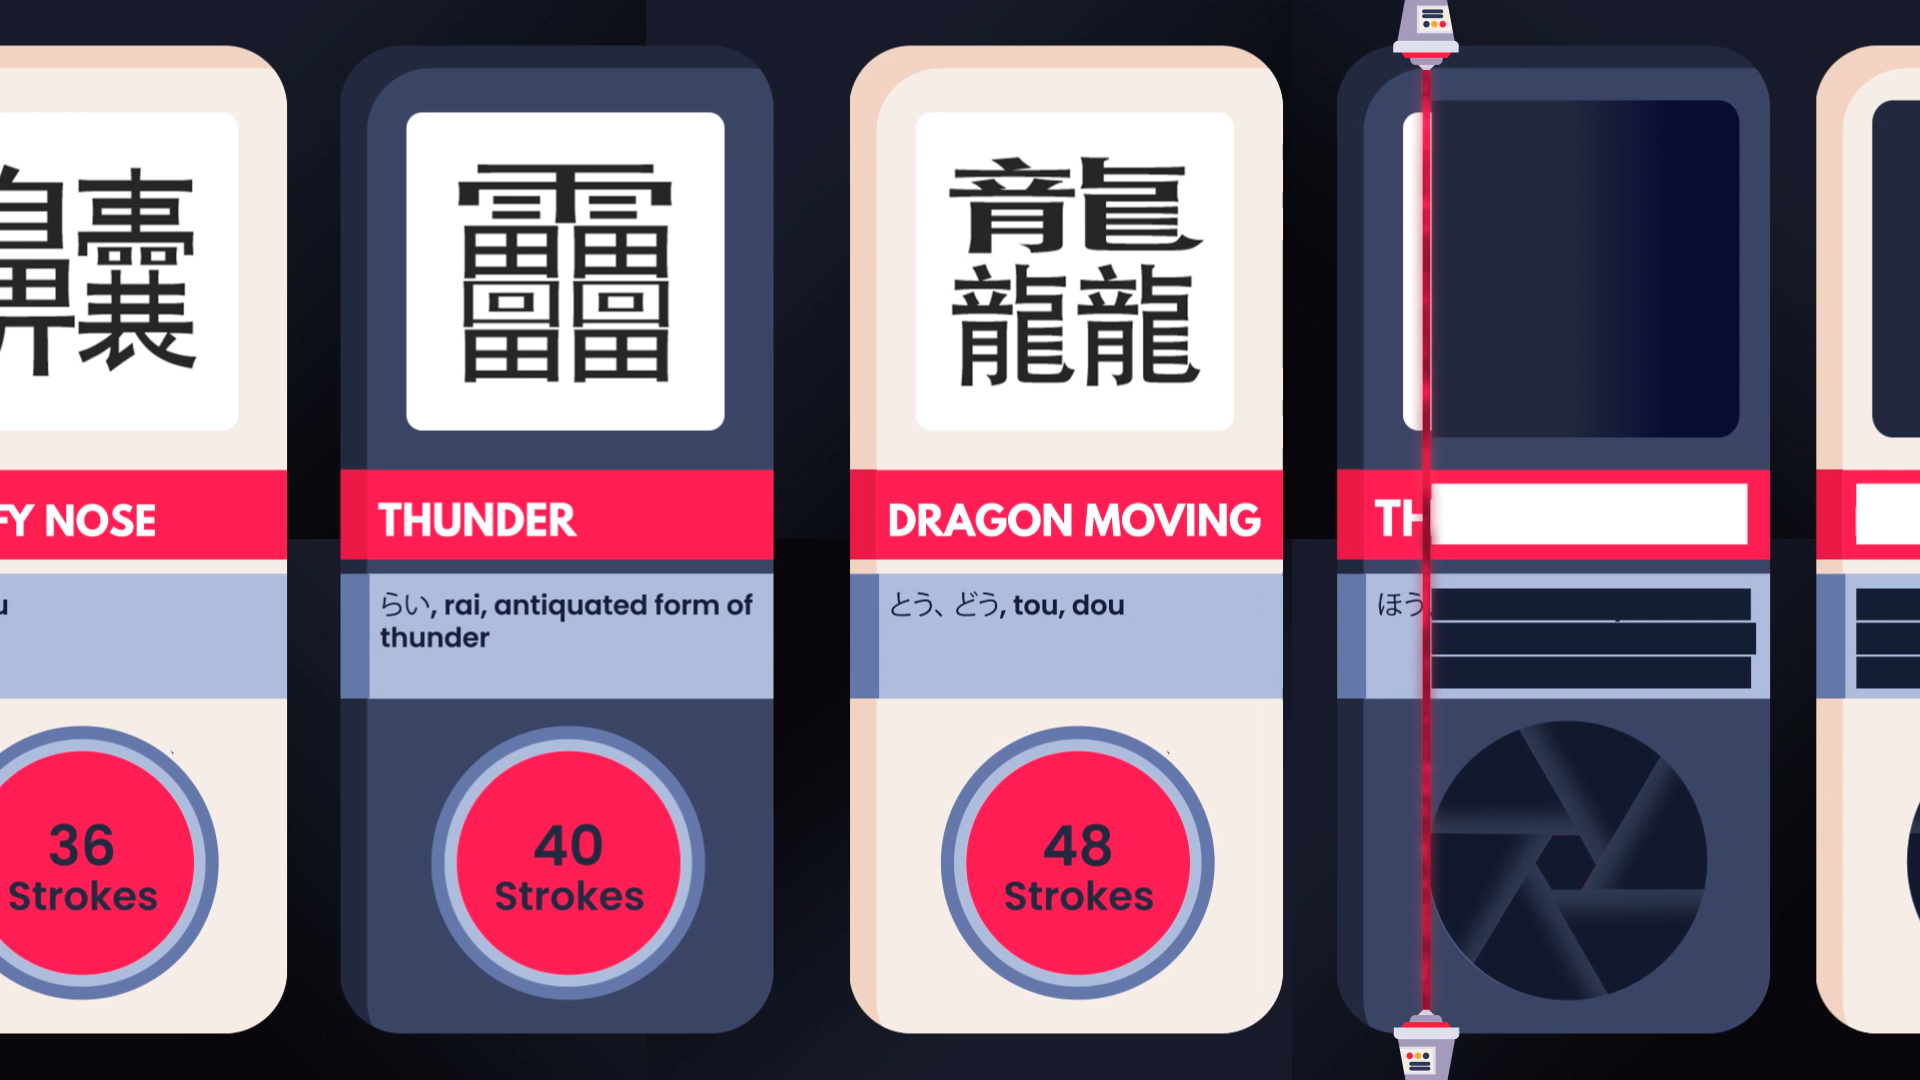 齉
FY NOSE
u
36
Strokes
THUNDER
らい, rai, antiquated form of
thunder
40
Strokes
龘
DRAGON MOVING
とう、どう, tou, dou
48
Strokes
TH
ほう